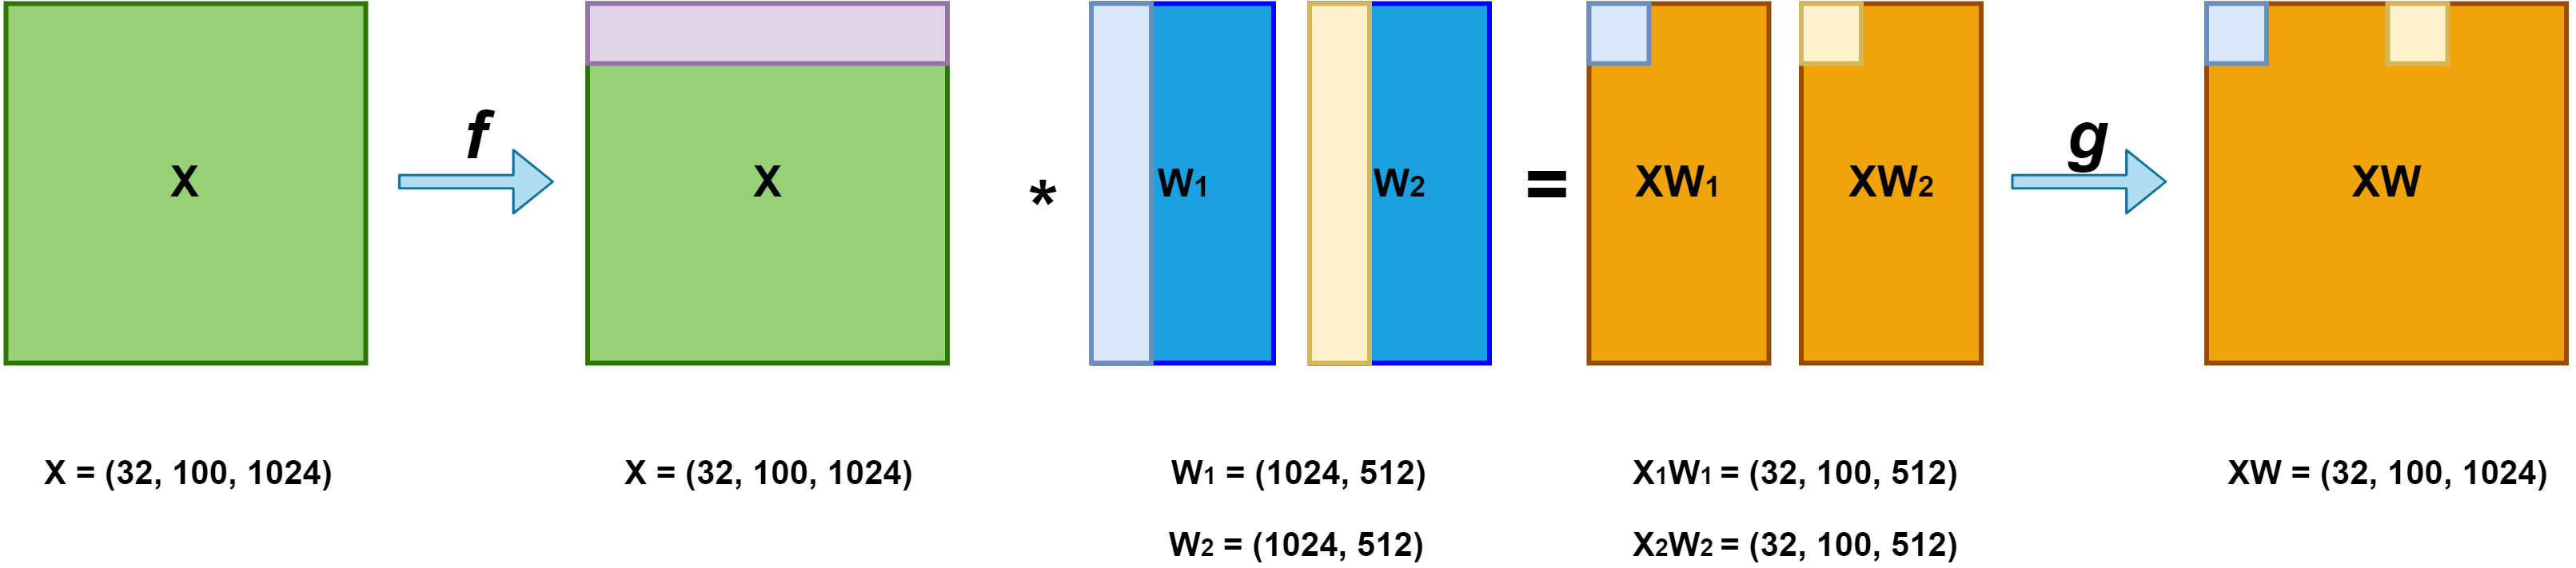 f
g
X
X
*
W1
W2
=
XW1
XW2
XW
X = (32, 100, 1024)
X = (32, 100, 1024)
W1 = (1024, 512)
X1W1 = (32, 100, 512)
XW = (32, 100, 1024)
W2 = (1024, 512)
X2W2 = (32, 100, 512)